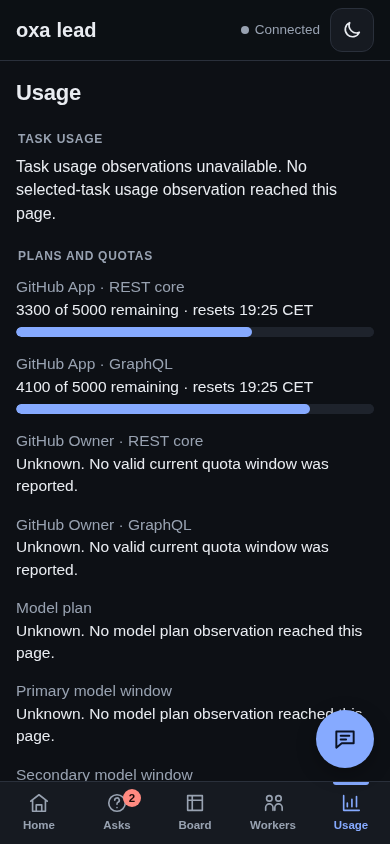 oxa lead
Connected
Usage
TASK USAGE
Task usage observations unavailable. No
selected-task usage observation reached this
page.
PLANS AND QUOTAS
GitHub App · REST core
3300 of 5000 remaining · resets 19:25 CET
GitHub App · GraphQL
4100 of 5000 remaining · resets 19:25 CET
GitHub Owner · REST core
Unknown. No valid current quota window was
reported.
GitHub Owner · GraphQL
Unknown. No valid current quota window was
reported.
Model plan
Unknown. No model plan observation reached this
page.
Primary model window
Unknown. No model plan observation reached this
page.
Secondary model window
2
Home
Asks
Board
Workers
Usage